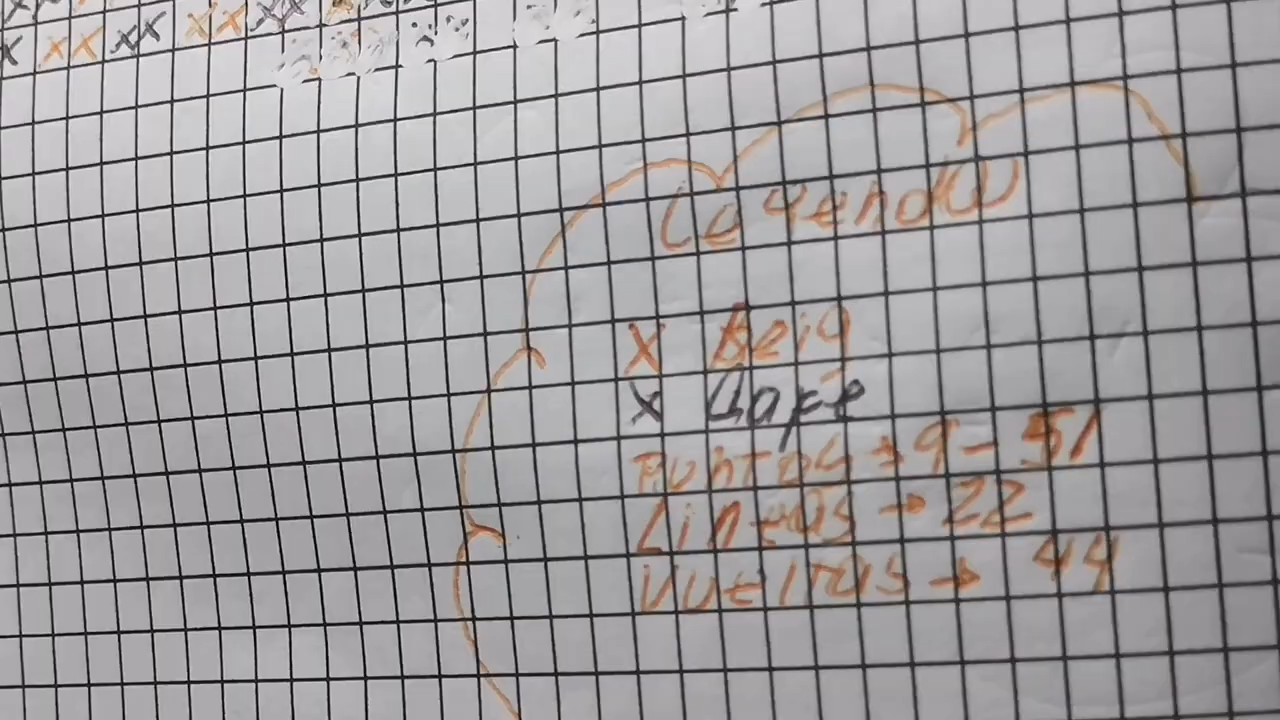 Leyenda
X Beig
X Cafe
Puntos → 9 - 51
Lineas → 22
Vueltas → 44